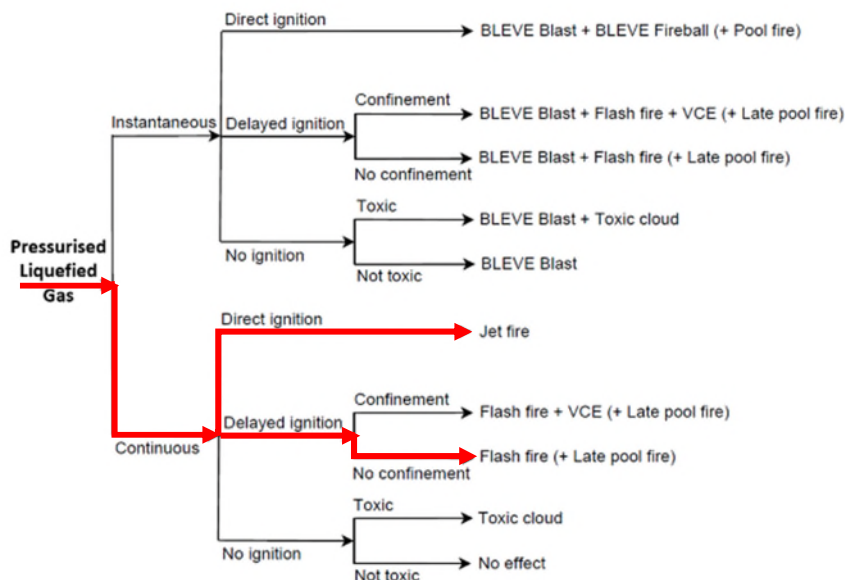 Direct ignition
BLEVE Blast + BLEVE Fireball (+ Pool fire)
Instantaneous
Delayed ignition
Confinement
BLEVE Blast + Flash fire + VCE (+ Late pool fire)
No confinement
BLEVE Blast + Flash fire (+ Late pool fire)
No ignition
Toxic
BLEVE Blast + Toxic cloud
Not toxic
BLEVE Blast
Pressurised
Liquefied
Gas
Direct ignition
Jet fire
Continuous
Delayed ignition
Confinement
Flash fire + VCE (+ Late pool fire)
No confinement
Flash fire (+ Late pool fire)
No ignition
Toxic
Toxic cloud
Not toxic
No effect